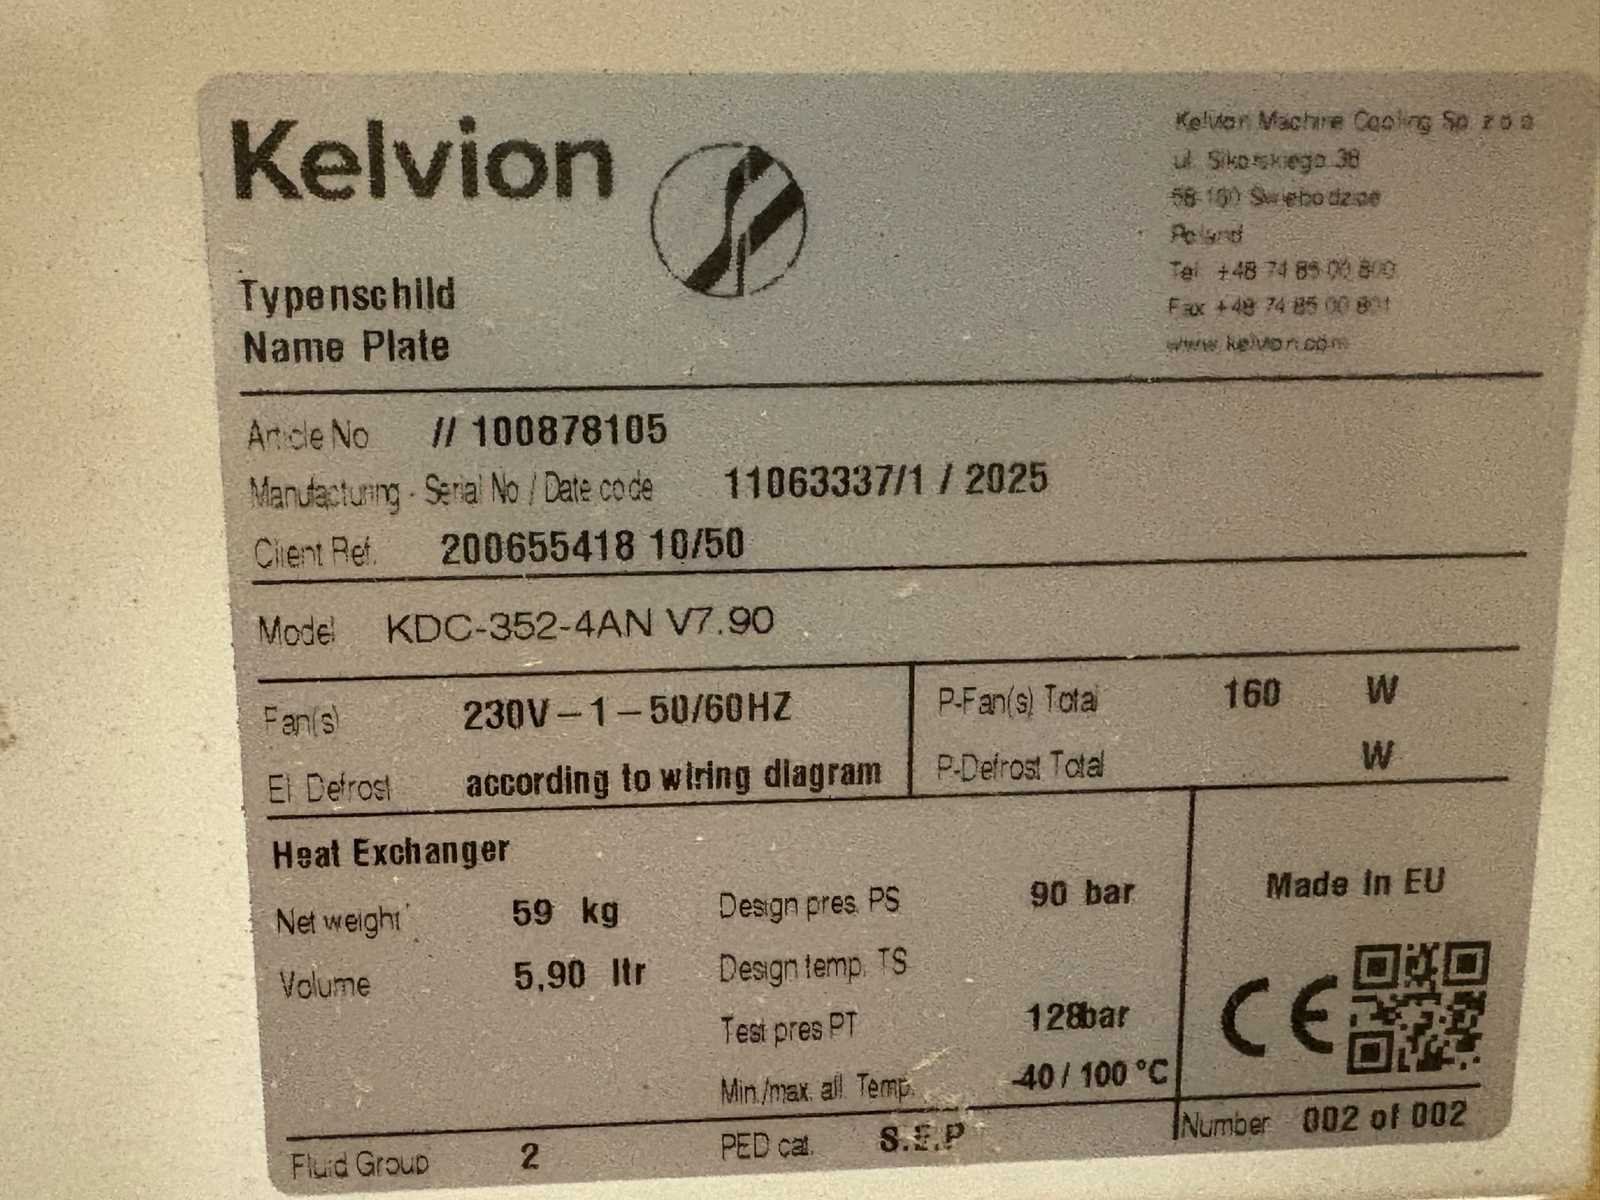 Kelvion
Kelvion Machine Cooling Sp. z o o
ul. Sikorskiego 38
58-160 Swiebodzice
Poland
Tel +48 74 85 00 800
Fax +48 74 85 00 801
www.kelvion.com
Typenschild
Name Plate
Article No // 100878105
Manufacturing - Serial No / Date code 11063337/1 / 2025
Client Ref. 200655418 10/50
Model KDC-352-4AN V7.90
Fan(s) 230V–1–50/60HZ P-Fan(s) Total 160 W
El. Defrost according to wiring diagram P-Defrost Total W
Heat Exchanger
Net weight 59 kg Design pres. PS 90 bar
Made in EU
Volume 5,90 ltr Design temp. TS
CE
Test pres PT 128bar
Min./max. all. Temp. -40 / 100 °C
Fluid Group 2 PED cat. S.E.P Number 002 of 002